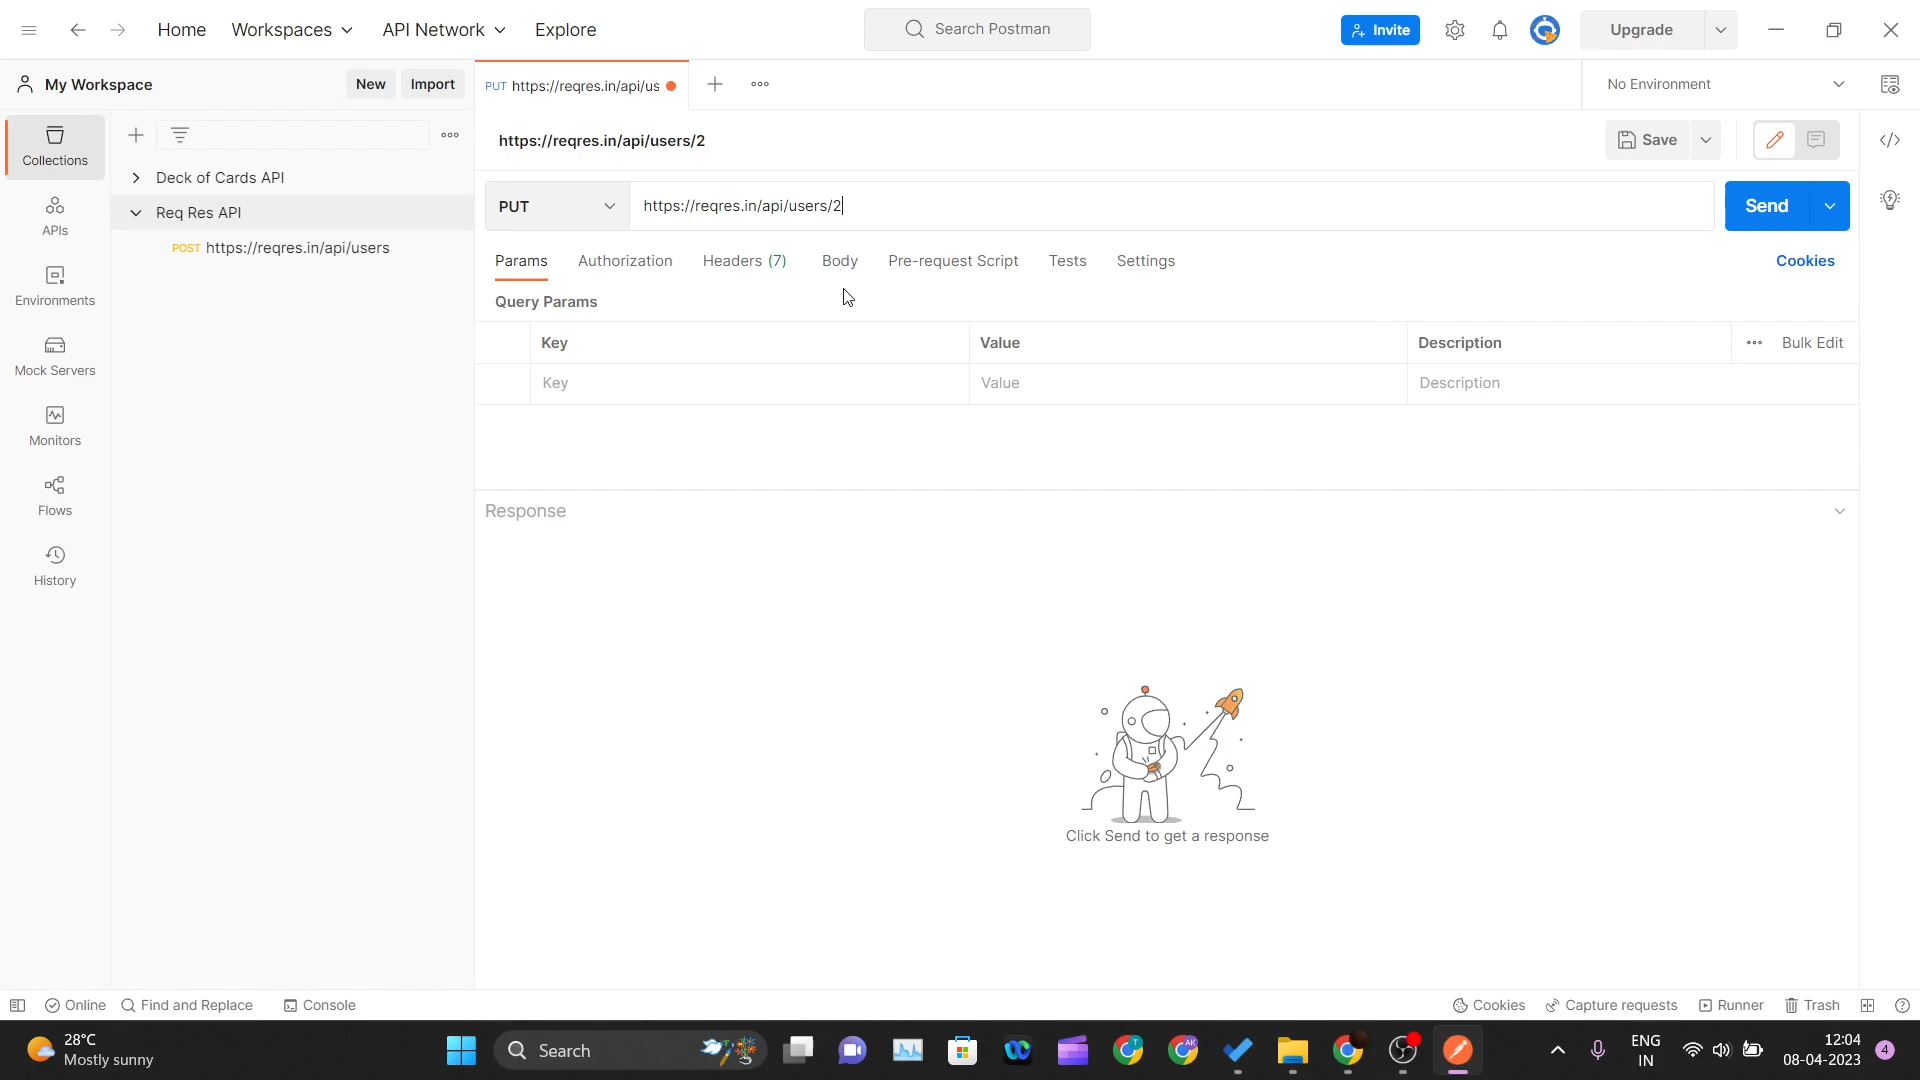 Home Workspaces API Network Explore Search Postman Invite Upgrade
My Workspace New Import PUT https://reqres.in/api/us No Environment
Collections
https://reqres.in/api/users/2 Save
Deck of Cards API
Req Res API
POST https://reqres.in/api/users
APIs
Environments
Mock Servers
Monitors
Flows
History
PUT https://reqres.in/api/users/2 Send
Params Authorization Headers (7) Body Pre-request Script Tests Settings Cookies
Query Params
Key Value Description Bulk Edit
Key Value Description
Response
Click Send to get a response
Online Find and Replace Console Cookies Capture requests Runner Trash
28°C
Mostly sunny
Search
T
AK
ENG
IN
12:04
08-04-2023
4